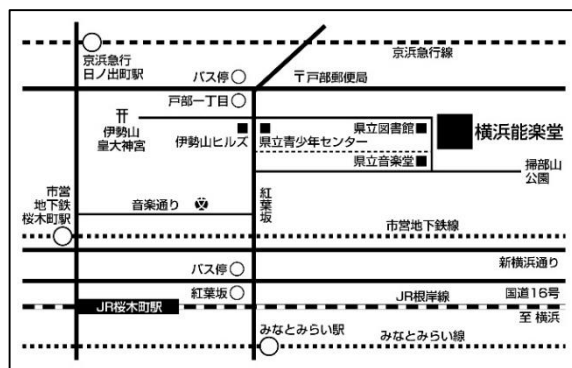 京浜急行線
京浜急行
日ノ出町駅
バス停
〒戸部郵便局
戸部一丁目
伊勢山
皇大神宮
伊勢山ヒルズ
県立青少年センター
県立図書館
横浜能楽堂
県立音楽堂
掃部山
公園
市営
地下鉄
桜木町駅
音楽通り
紅葉坂
市営地下鉄線
バス停
新横浜通り
紅葉坂
JR根岸線
国道16号
JR桜木町駅
至 横浜
みなとみらい駅
みなとみらい線